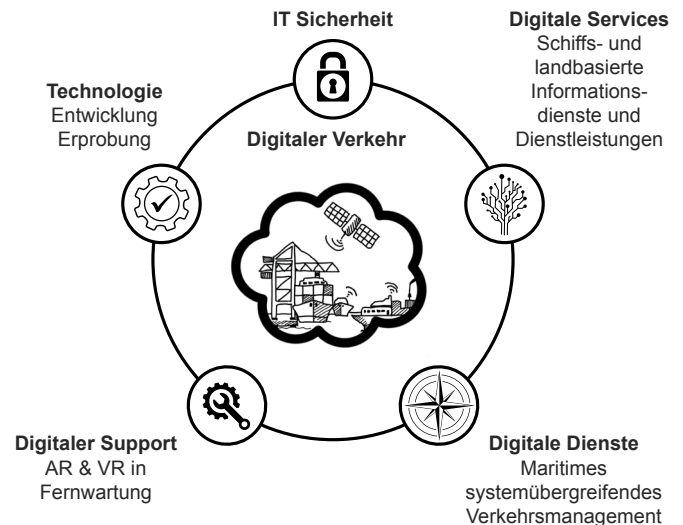 IT Sicherheit
Digitale Services
Schiffs- und
landbasierte
Informations-
dienste und
Dienstleistungen
Technologie
Entwicklung
Erprobung
Digitaler Verkehr
Digitaler Support
AR & VR in
Fernwartung
Digitale Dienste
Maritimes
systemübergreifendes
Verkehrsmanagement